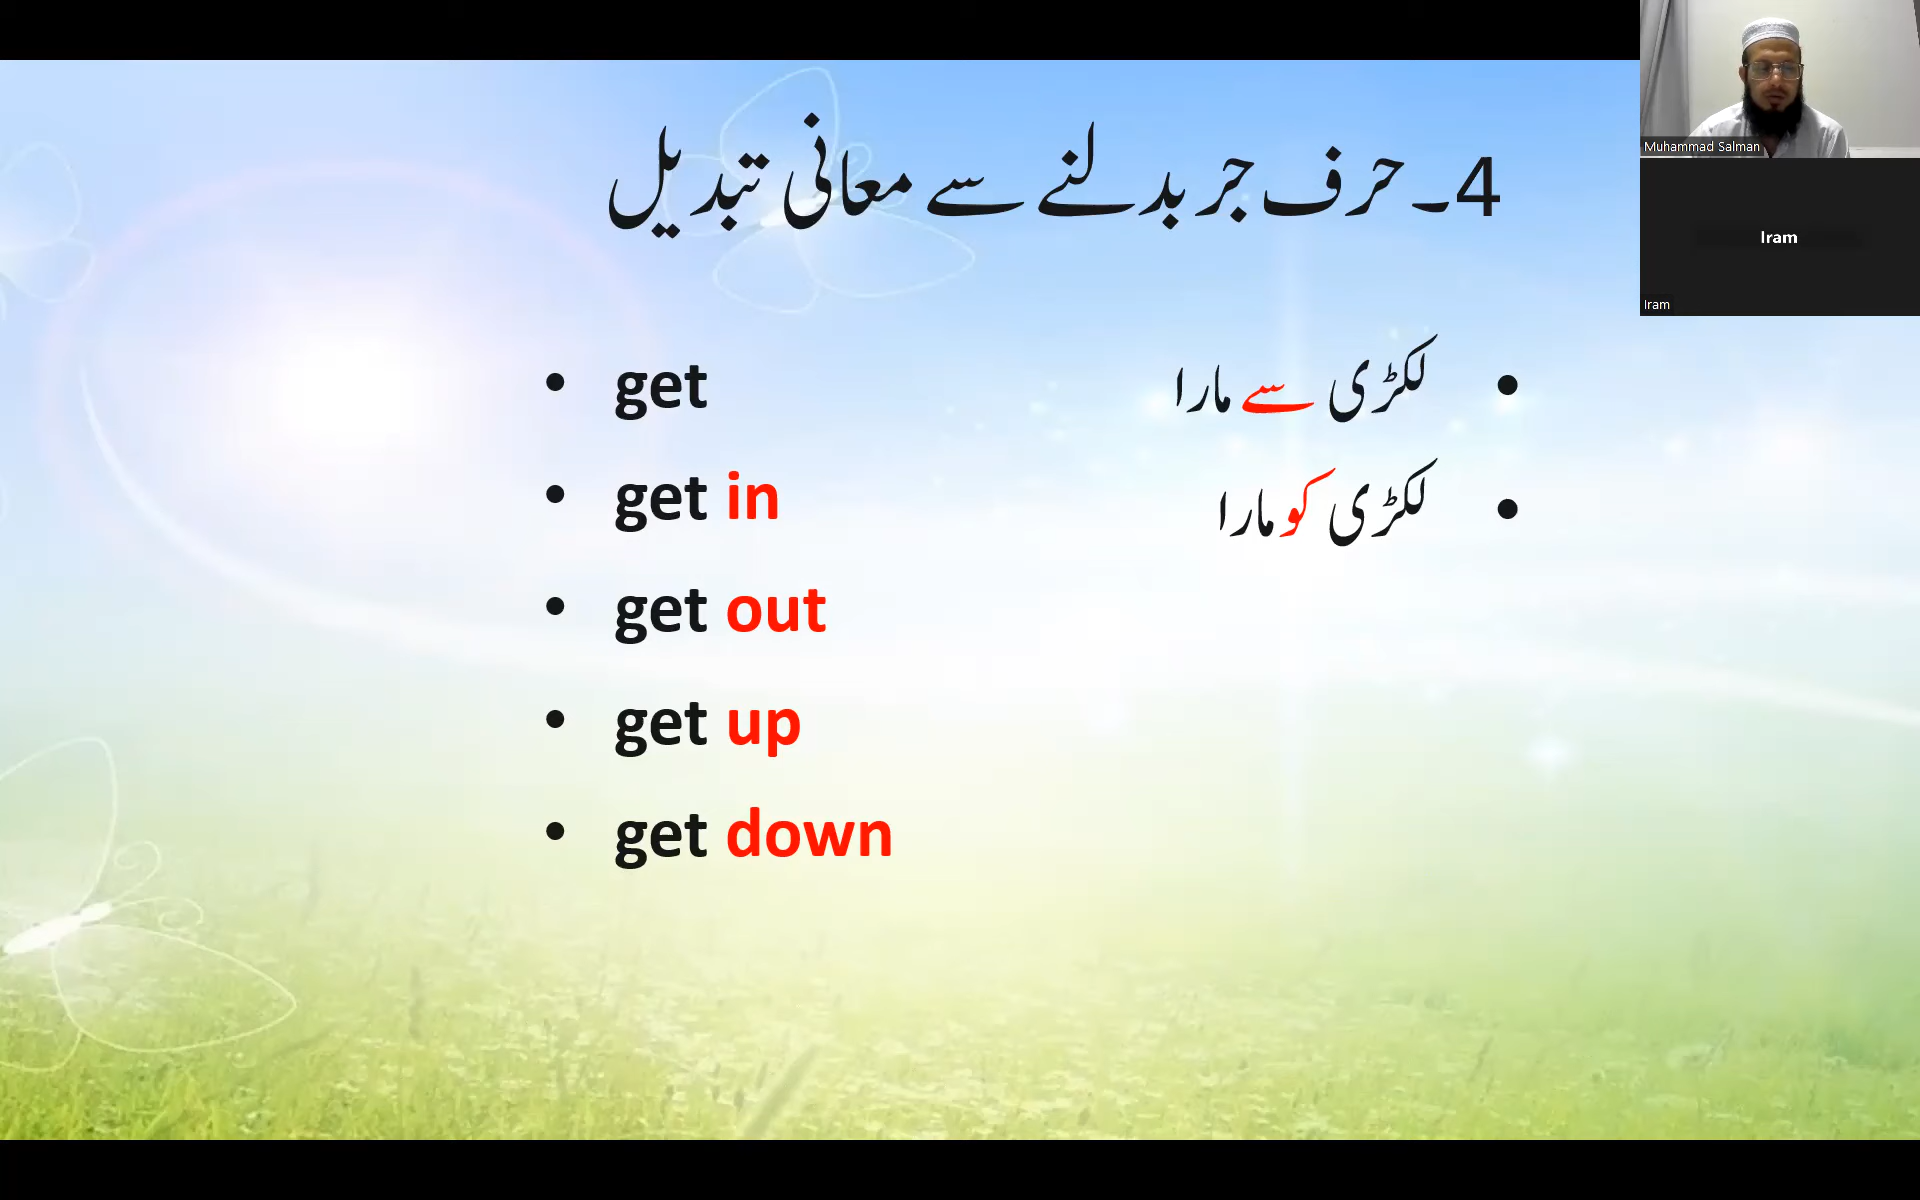 4۔ حرف جر بدلنے سے معانی تبدیل
لکڑی سے مارا
لکڑی کو مارا
get
get in
get out
get up
get down
Muhammad Salman
Iram
Iram